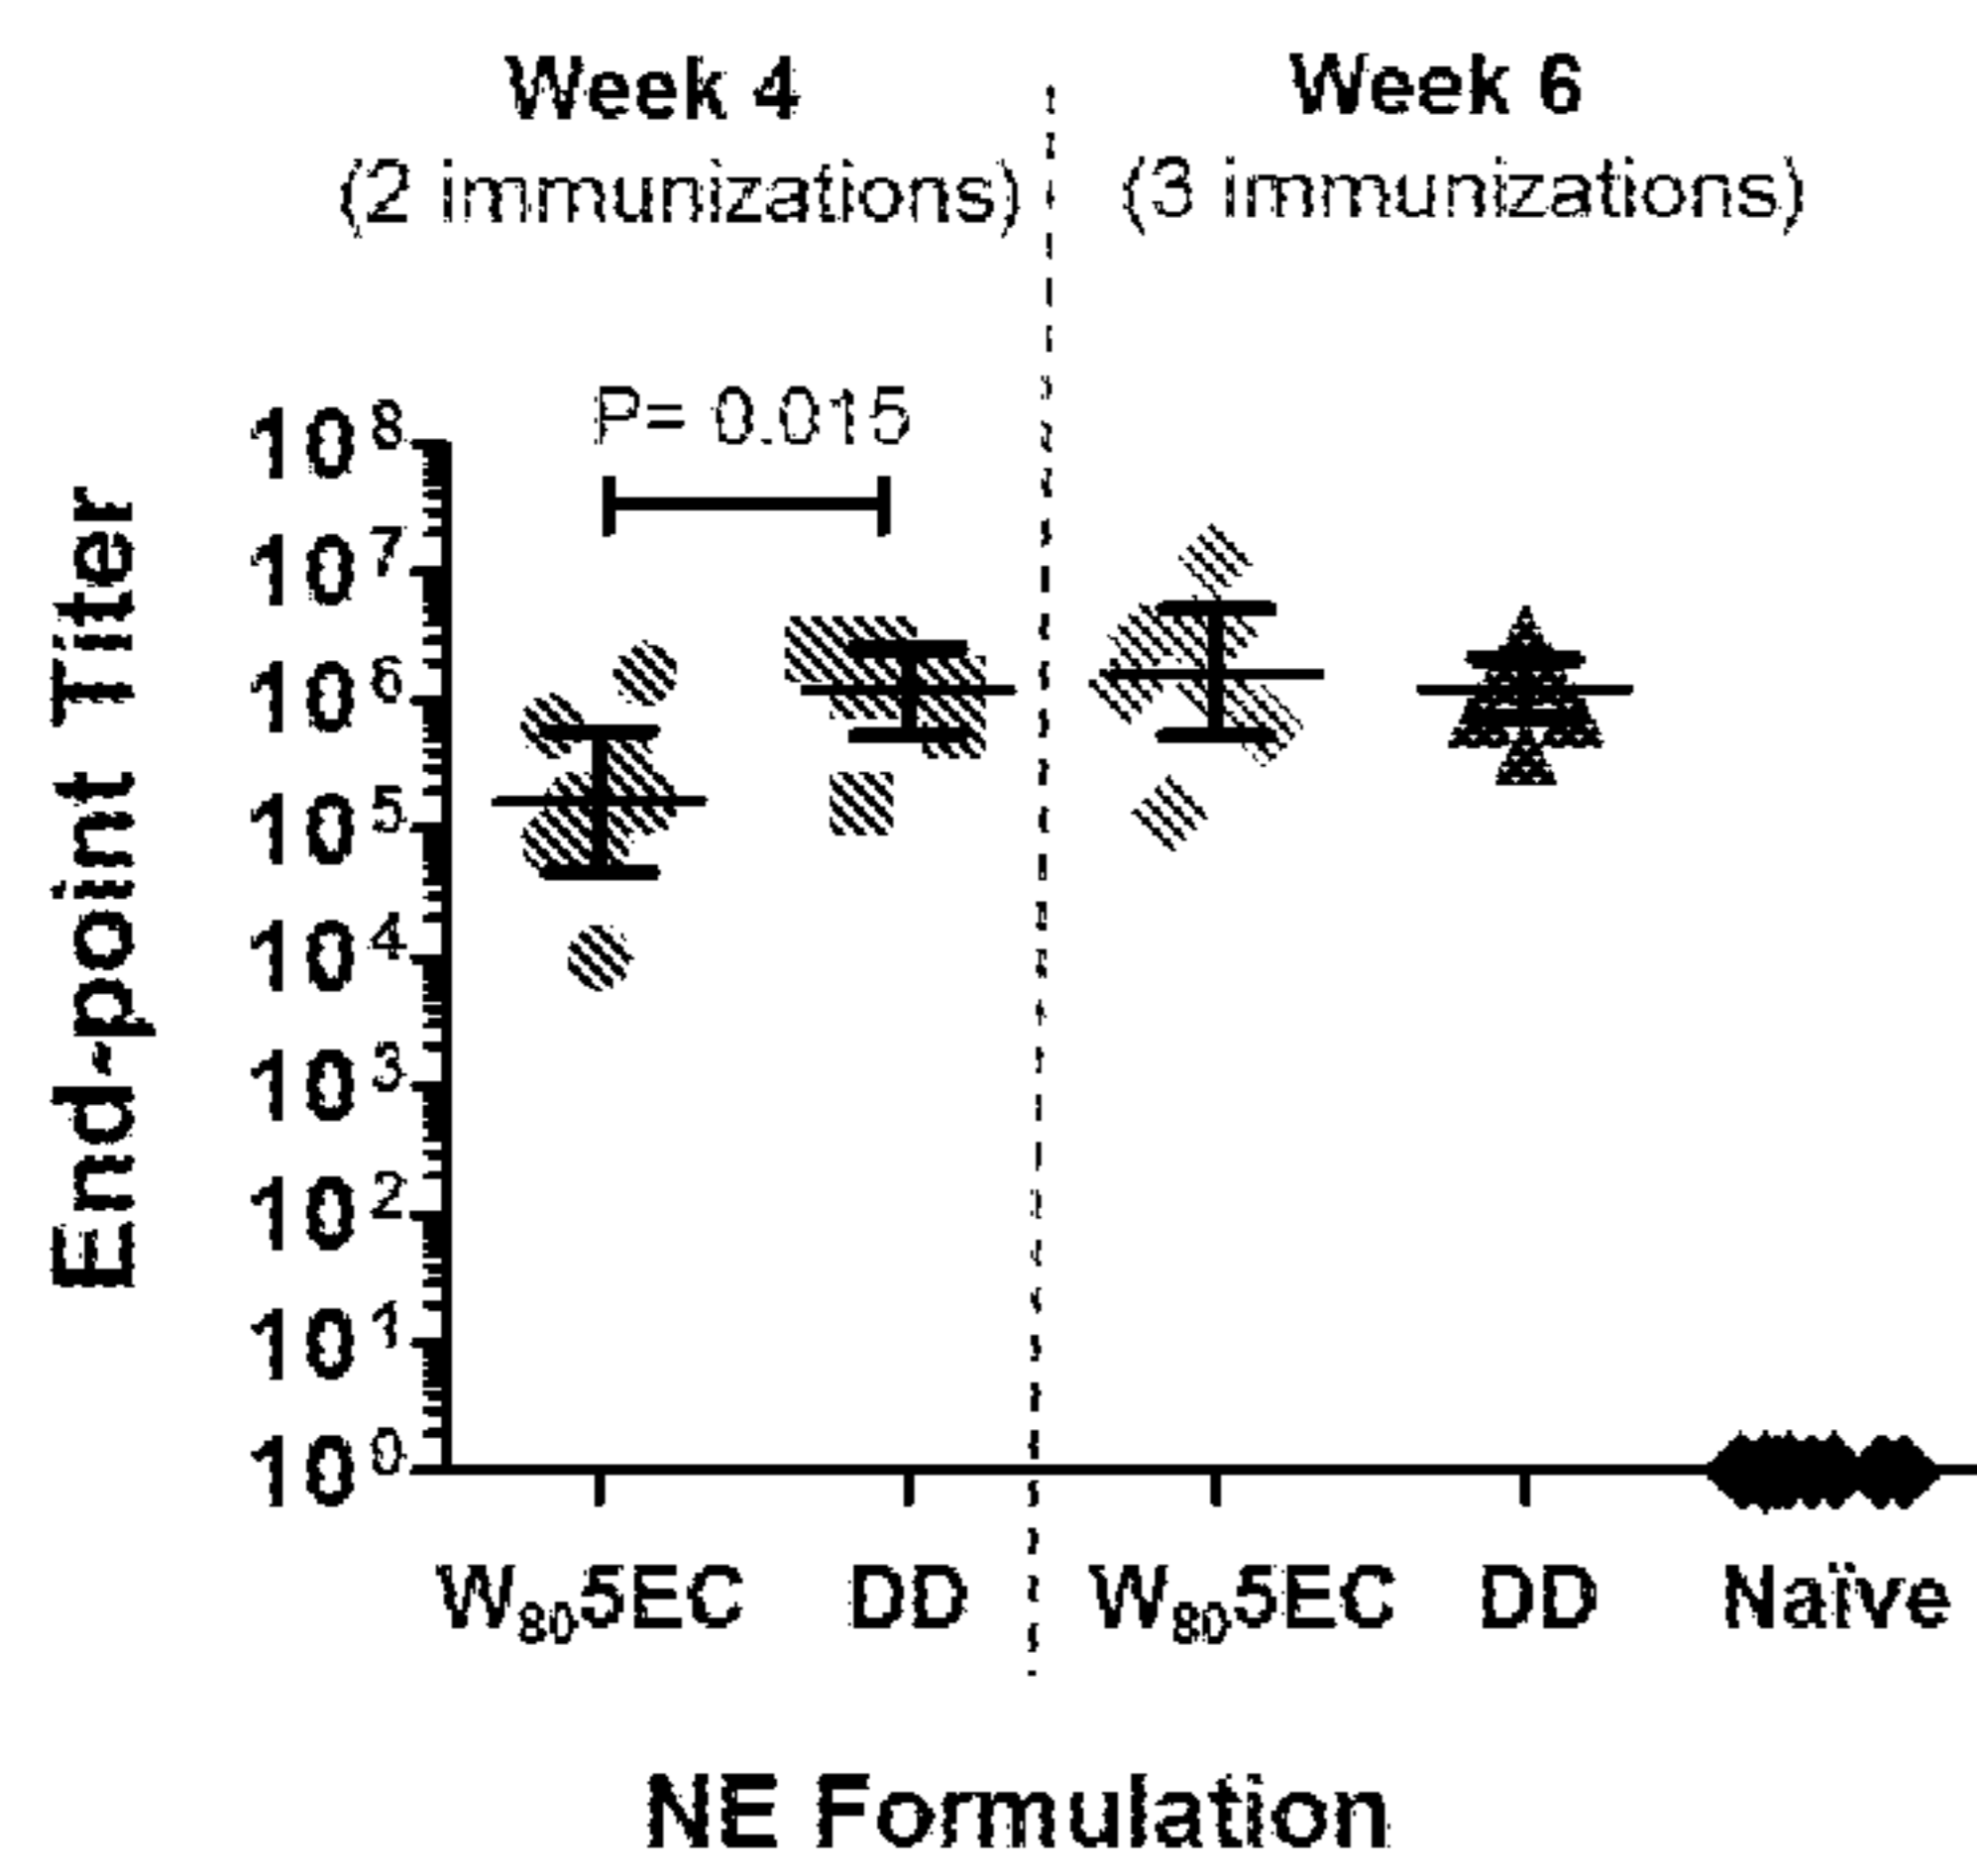 Week 4
(2 immunizations)
Week 6
(3 immunizations)
P= 0.015
End-point Titer
10⁸
10⁷
10⁶
10⁵
10⁴
10³
10²
10¹
10⁰
W₈₀5EC DD W₈₀5EC DD Naïve
NE Formulation